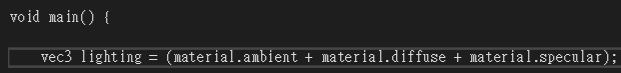 void main() {
vec3 lighting = (material.ambient + material.diffuse + material.specular);